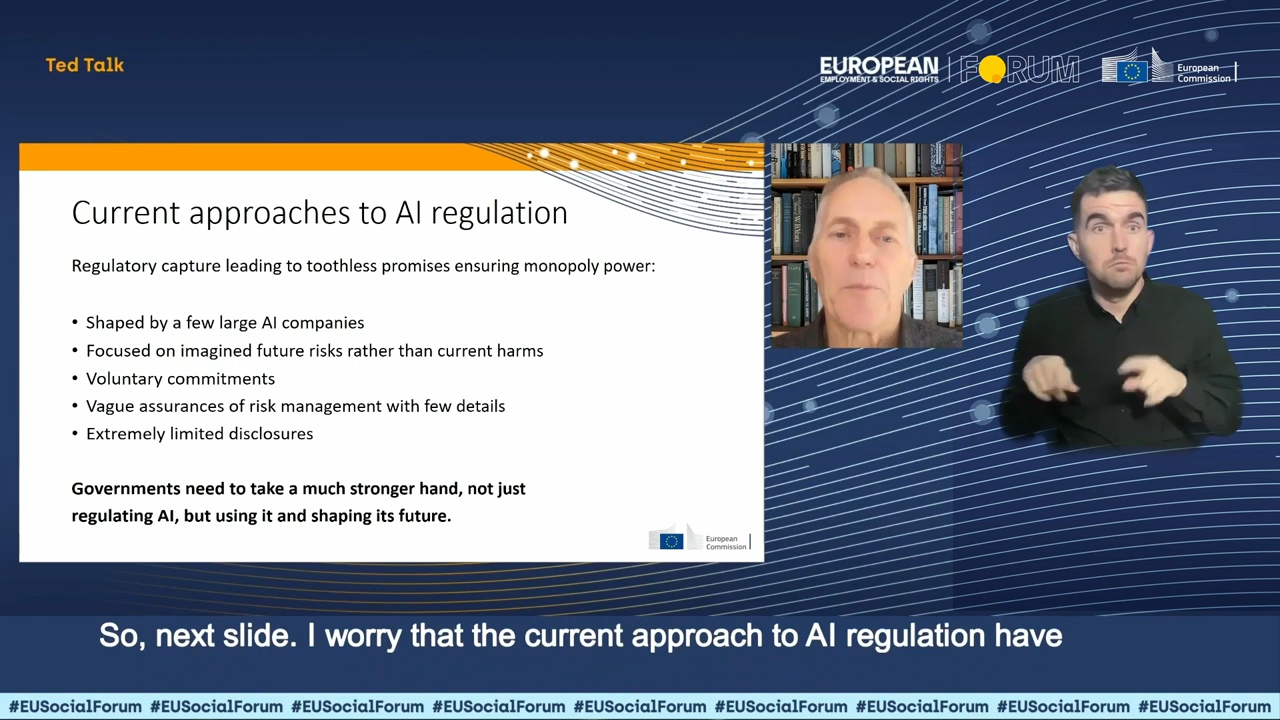 Ted Talk
EUROPEAN
EMPLOYMENT & SOCIAL RIGHTS
FORUM
European
Commission
Current approaches to AI regulation
Regulatory capture leading to toothless promises ensuring monopoly power:
• Shaped by a few large AI companies
• Focused on imagined future risks rather than current harms
• Voluntary commitments
• Vague assurances of risk management with few details
• Extremely limited disclosures
Governments need to take a much stronger hand, not just
regulating AI, but using it and shaping its future.
European
Commission
So, next slide. I worry that the current approach to AI regulation have
#EUSocialForum #EUSocialForum #EUSocialForum #EUSocialForum #EUSocialForum #EUSocialForum #EUSocialForum #EUSocialForum #EUSocialForum